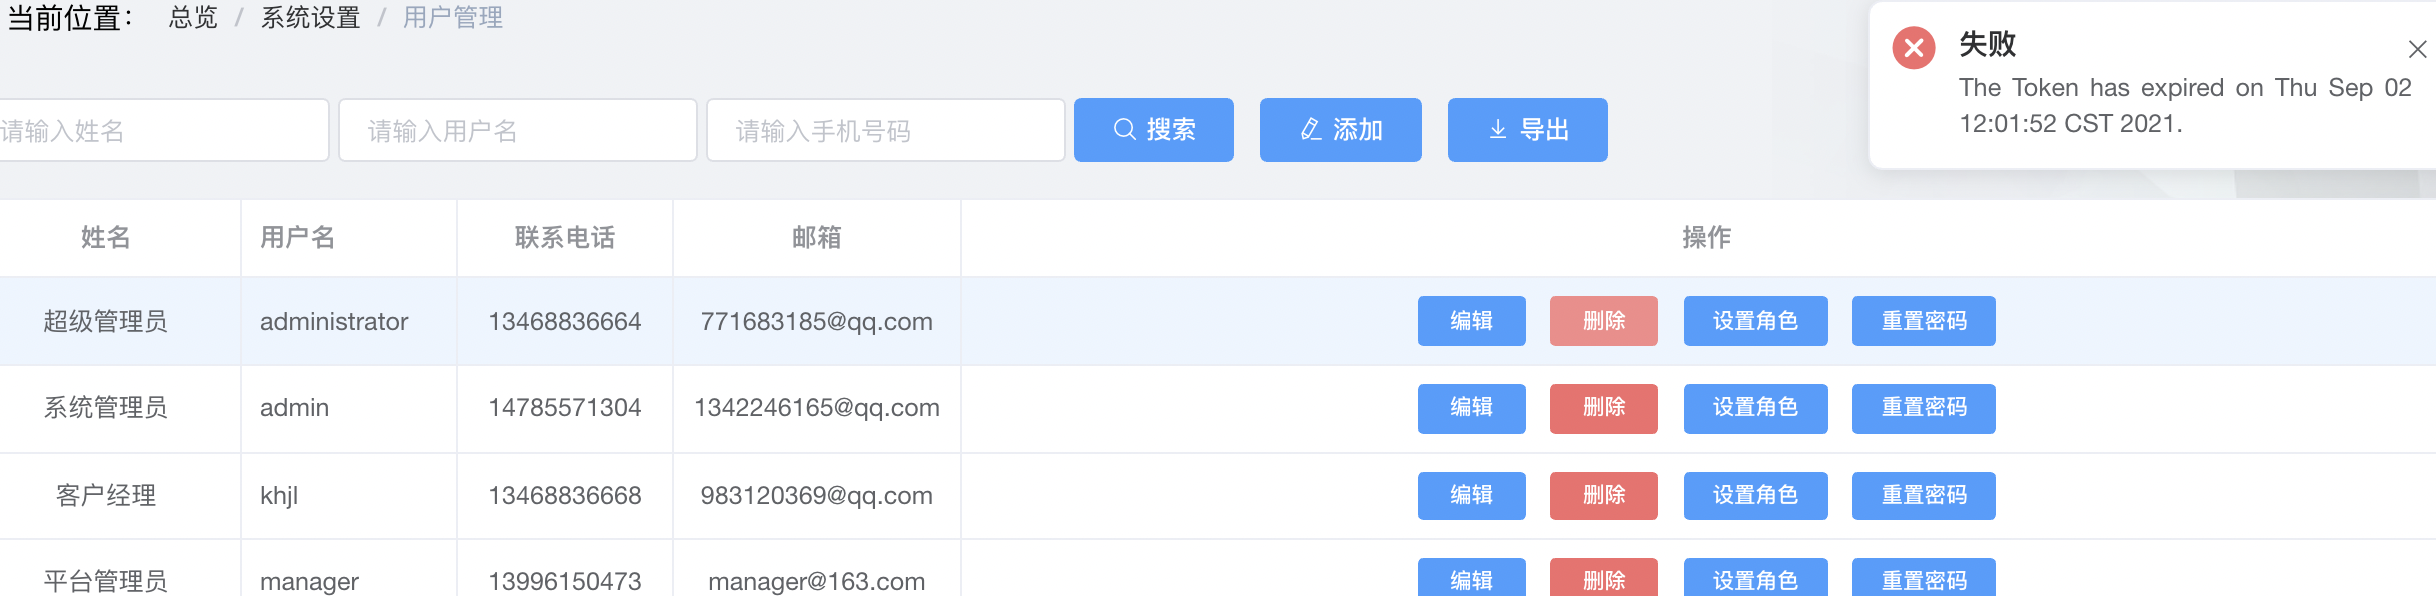 当前位置： 总览 / 系统设置 / 用户管理
失败
The Token has expired on Thu Sep 02
12:01:52 CST 2021.
请输入姓名 请输入用户名 请输入手机号码 搜索 添加 导出
姓名 用户名 联系电话 邮箱 操作
超级管理员 administrator 13468836664 771683185@qq.com 编辑 删除 设置角色 重置密码
系统管理员 admin 14785571304 1342246165@qq.com 编辑 删除 设置角色 重置密码
客户经理 khjl 13468836668 983120369@qq.com 编辑 删除 设置角色 重置密码
平台管理员 manager 13996150473 manager@163.com 编辑 删除 设置角色 重置密码